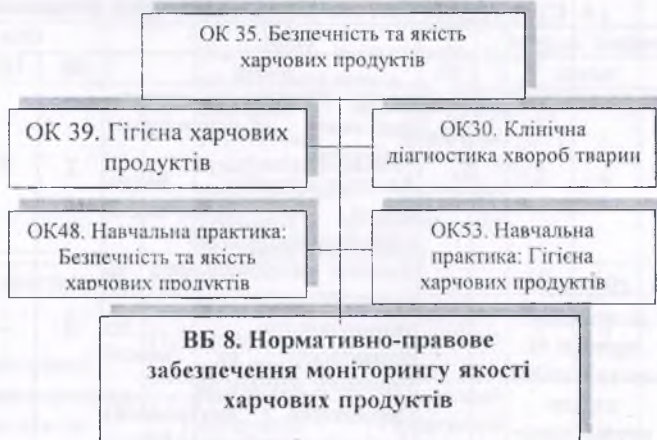 ОК 35. Безпечність та якість
харчових продуктів
ОК 39. Гігієна харчових
продуктів
ОК30. Клінічна
діагностика хвороб тварин
ОК48. Навчальна практика:
Безпечність та якість
харчових продуктів
ОК53. Навчальна
практика: Гігієна
харчових продуктів
ВБ 8. Нормативно-правове
забезпечення моніторингу якості
харчових продуктів